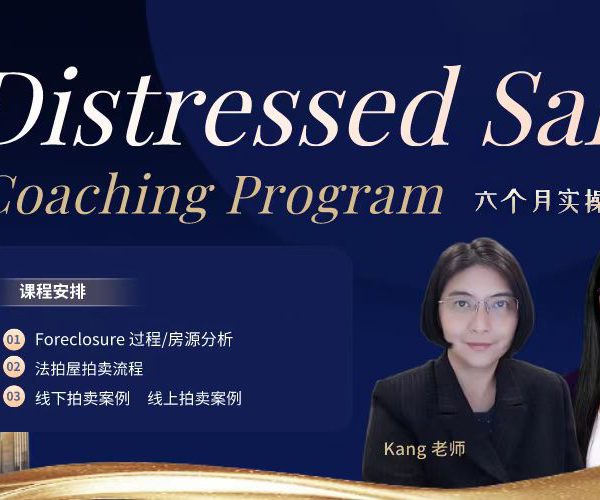 Distressed Sal
Coaching Program 六个月实操
课程安排
01 Foreclosure 过程/房源分析
02 法拍屋拍卖流程
03 线下拍卖案例 线上拍卖案例
Kang 老师